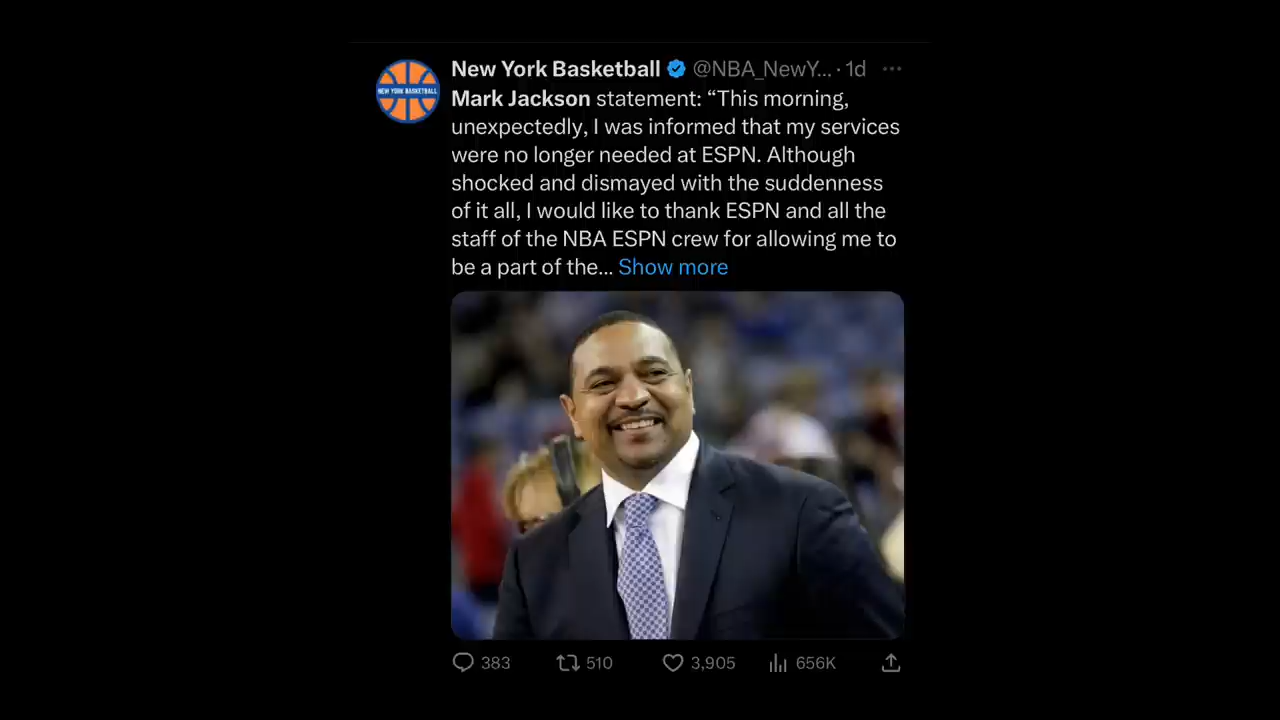 New York Basketball @NBA_NewY... · 1d
NEW YORK BASKETBALL
Mark Jackson statement: “This morning,
unexpectedly, I was informed that my services
were no longer needed at ESPN. Although
shocked and dismayed with the suddenness
of it all, I would like to thank ESPN and all the
staff of the NBA ESPN crew for allowing me to
be a part of the... Show more
383 510 3,905 656K